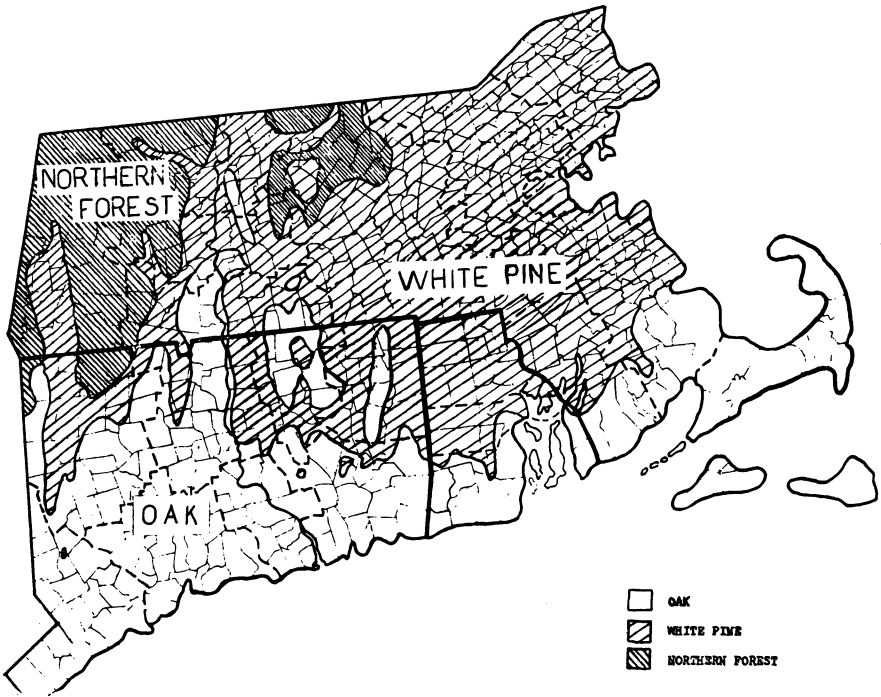 NORTHERN
FOREST
WHITE PINE
OAK
OAK
WHITE PINE
NORTHERN FOREST